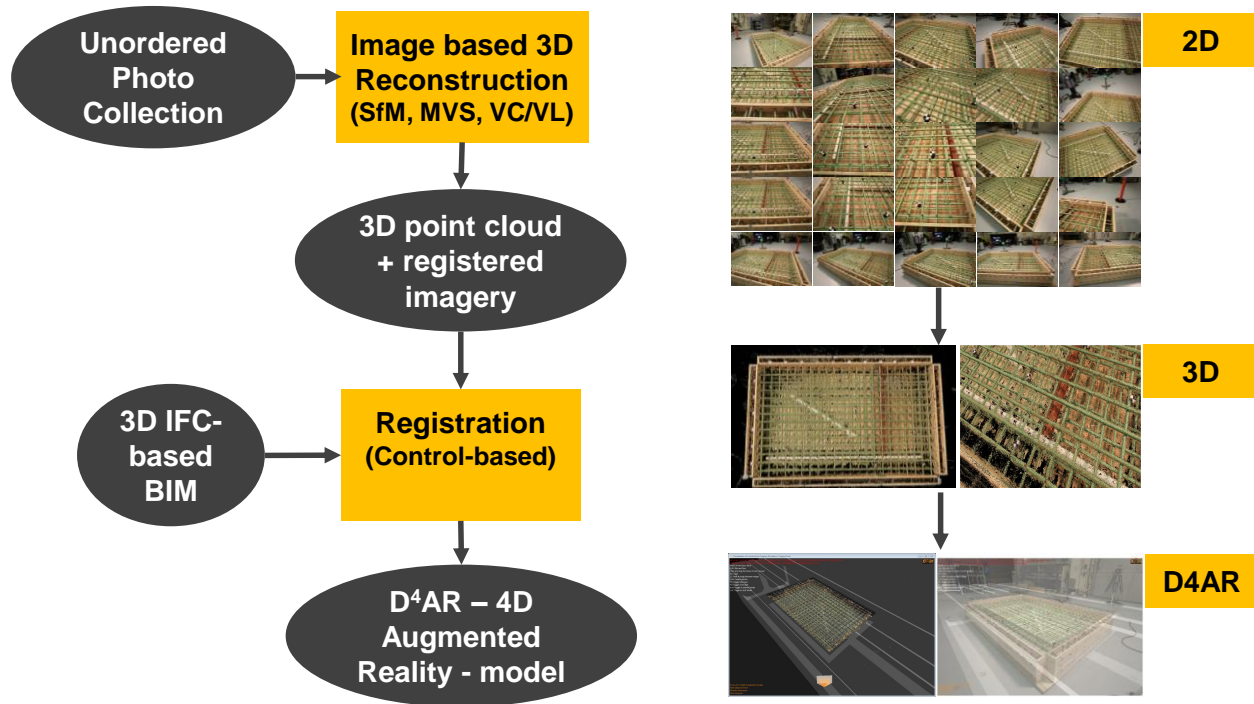 Unordered
Photo
Collection
Image based 3D
Reconstruction
(SfM, MVS, VC/VL)
3D point cloud
+ registered
imagery
3D IFC-
based
BIM
Registration
(Control-based)
D⁴AR – 4D
Augmented
Reality - model
2D
3D
D4AR